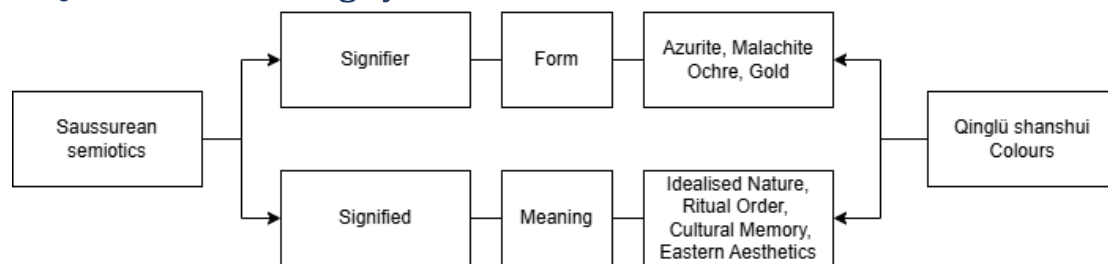 Saussurean
semiotics
Signifier
Form
Azurite, Malachite
Ochre, Gold
Signified
Meaning
Idealised Nature,
Ritual Order,
Cultural Memory,
Eastern Aesthetics
Qinglü shanshui
Colours